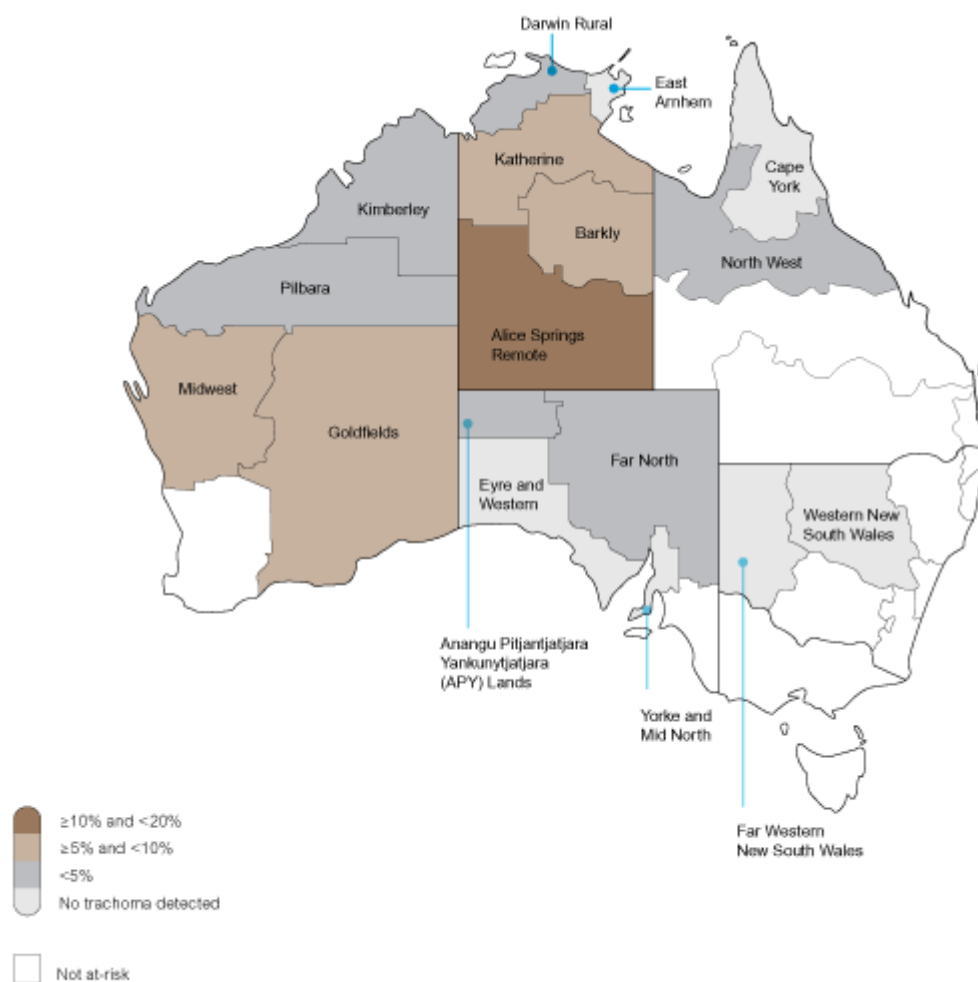 Darwin Rural
East
Arnhem
Katherine
Cape
York
Kimberley
Barkly
North West
Pilbara
Alice Springs
Remote
Midwest
Goldfields
Far North
Eyre and
Western
Western New
South Wales
Anangu Pitjantjatjara
Yankunytjatjara
(APY) Lands
Yorke and
Mid North
Far Western
New South Wales
≥10% and <20%
≥5% and <10%
<5%
No trachoma detected
Not at-risk